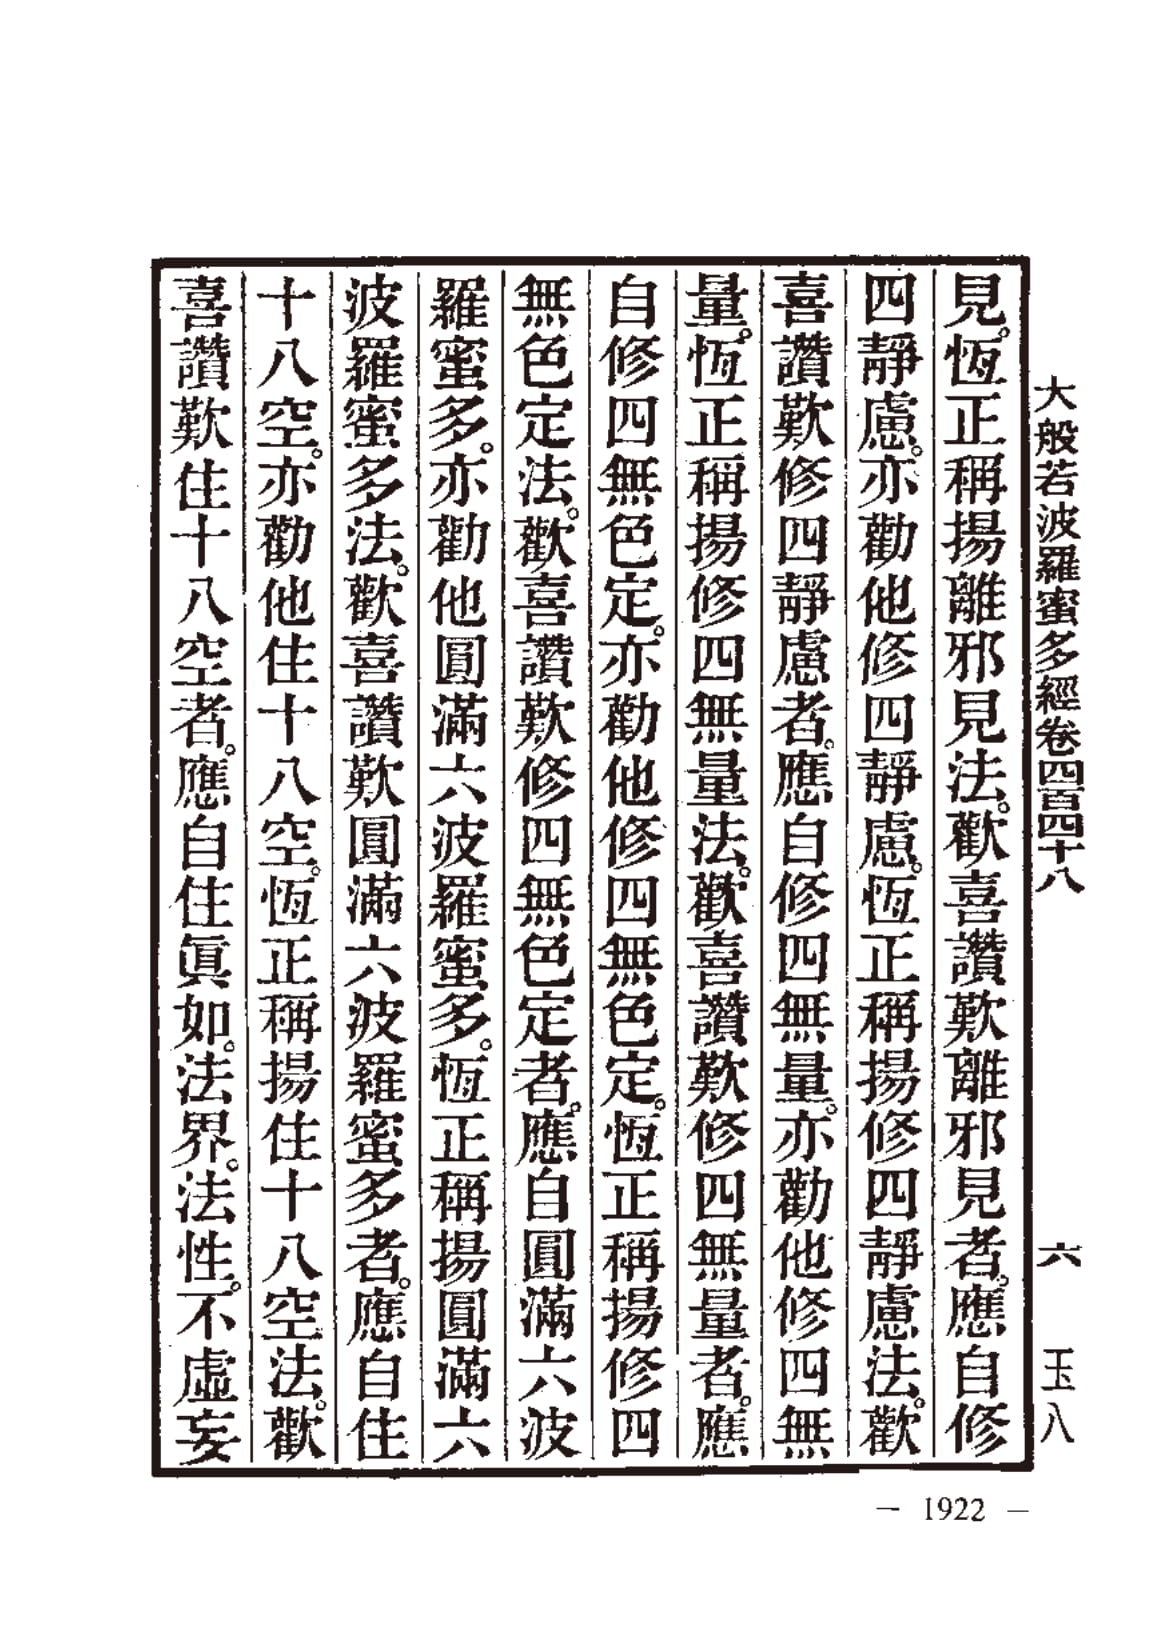 大般若波羅蜜多經卷四百四十八　六　玉八
見。恆正稱揚離邪見法。歡喜讚歎離邪見者。應自修
四靜慮。亦勸他修四靜慮。恆正稱揚修四靜慮法。歡
喜讚歎修四靜慮者。應自修四無量。亦勸他修四無
量。恆正稱揚修四無量法。歡喜讚歎修四無量者。應
自修四無色定。亦勸他修四無色定。恆正稱揚修四
無色定法。歡喜讚歎修四無色定者。應自圓滿六波
羅蜜多。亦勸他圓滿六波羅蜜多。恆正稱揚圓滿六
波羅蜜多法。歡喜讚歎圓滿六波羅蜜多者。應自住
十八空。亦勸他住十八空。恆正稱揚住十八空法。歡
喜讚歎住十八空者。應自住眞如。法界。法性。不虛妄
— 1922 —